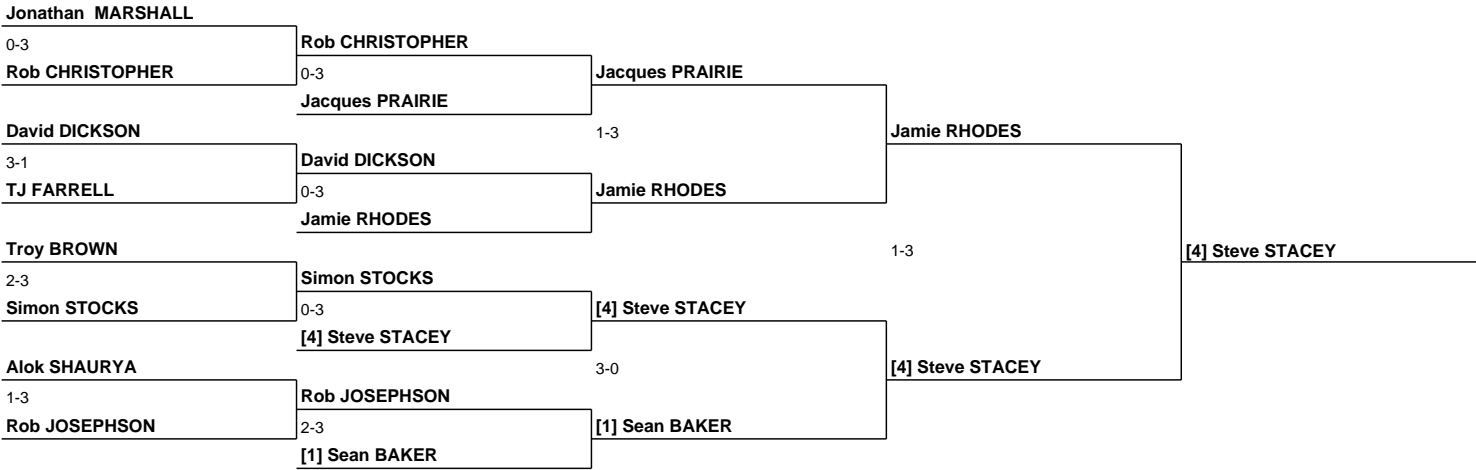 Jonathan  MARSHALL
0-3
Rob CHRISTOPHER
Rob CHRISTOPHER
0-3
Jacques PRAIRIE
Jacques PRAIRIE
David DICKSON
1-3
Jamie RHODES
3-1
David DICKSON
TJ FARRELL
0-3
Jamie RHODES
Jamie RHODES
Troy BROWN
1-3
[4] Steve STACEY
2-3
Simon STOCKS
Simon STOCKS
0-3
[4] Steve STACEY
[4] Steve STACEY
Alok SHAURYA
3-0
[4] Steve STACEY
1-3
Rob JOSEPHSON
Rob JOSEPHSON
2-3
[1] Sean BAKER
[1] Sean BAKER